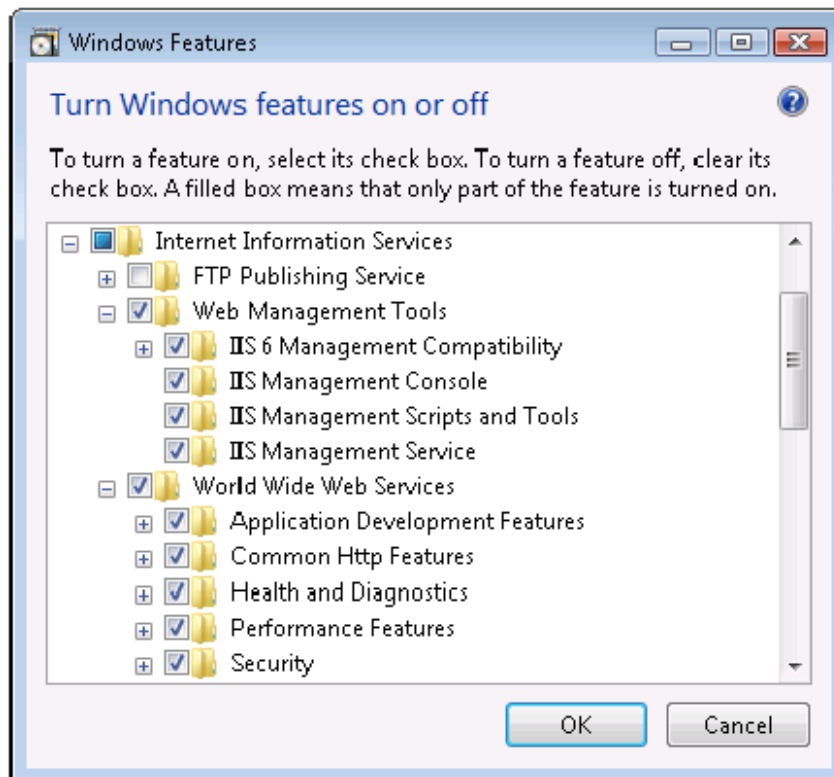 Windows Features
Turn Windows features on or off
To turn a feature on, select its check box. To turn a feature off, clear its
check box. A filled box means that only part of the feature is turned on.
Internet Information Services
FTP Publishing Service
Web Management Tools
IIS 6 Management Compatibility
IIS Management Console
IIS Management Scripts and Tools
IIS Management Service
World Wide Web Services
Application Development Features
Common Http Features
Health and Diagnostics
Performance Features
Security
OK Cancel